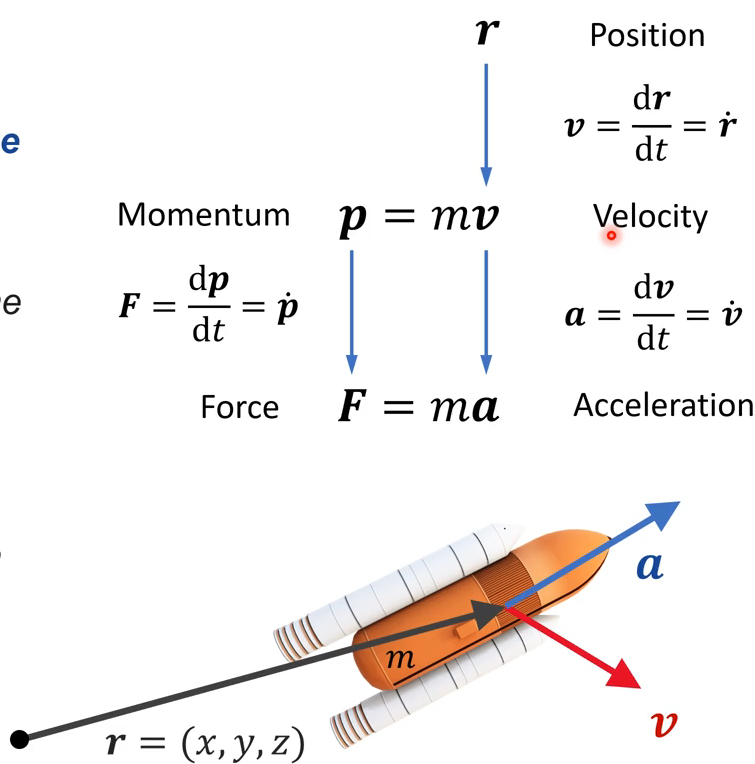 r Position
v = dr/dt = ṙ
e
Momentum p = mv Velocity
e
F = dp/dt = ṗ a = dv/dt = v̇
Force F = ma Acceleration
a
m
r = (x, y, z) v